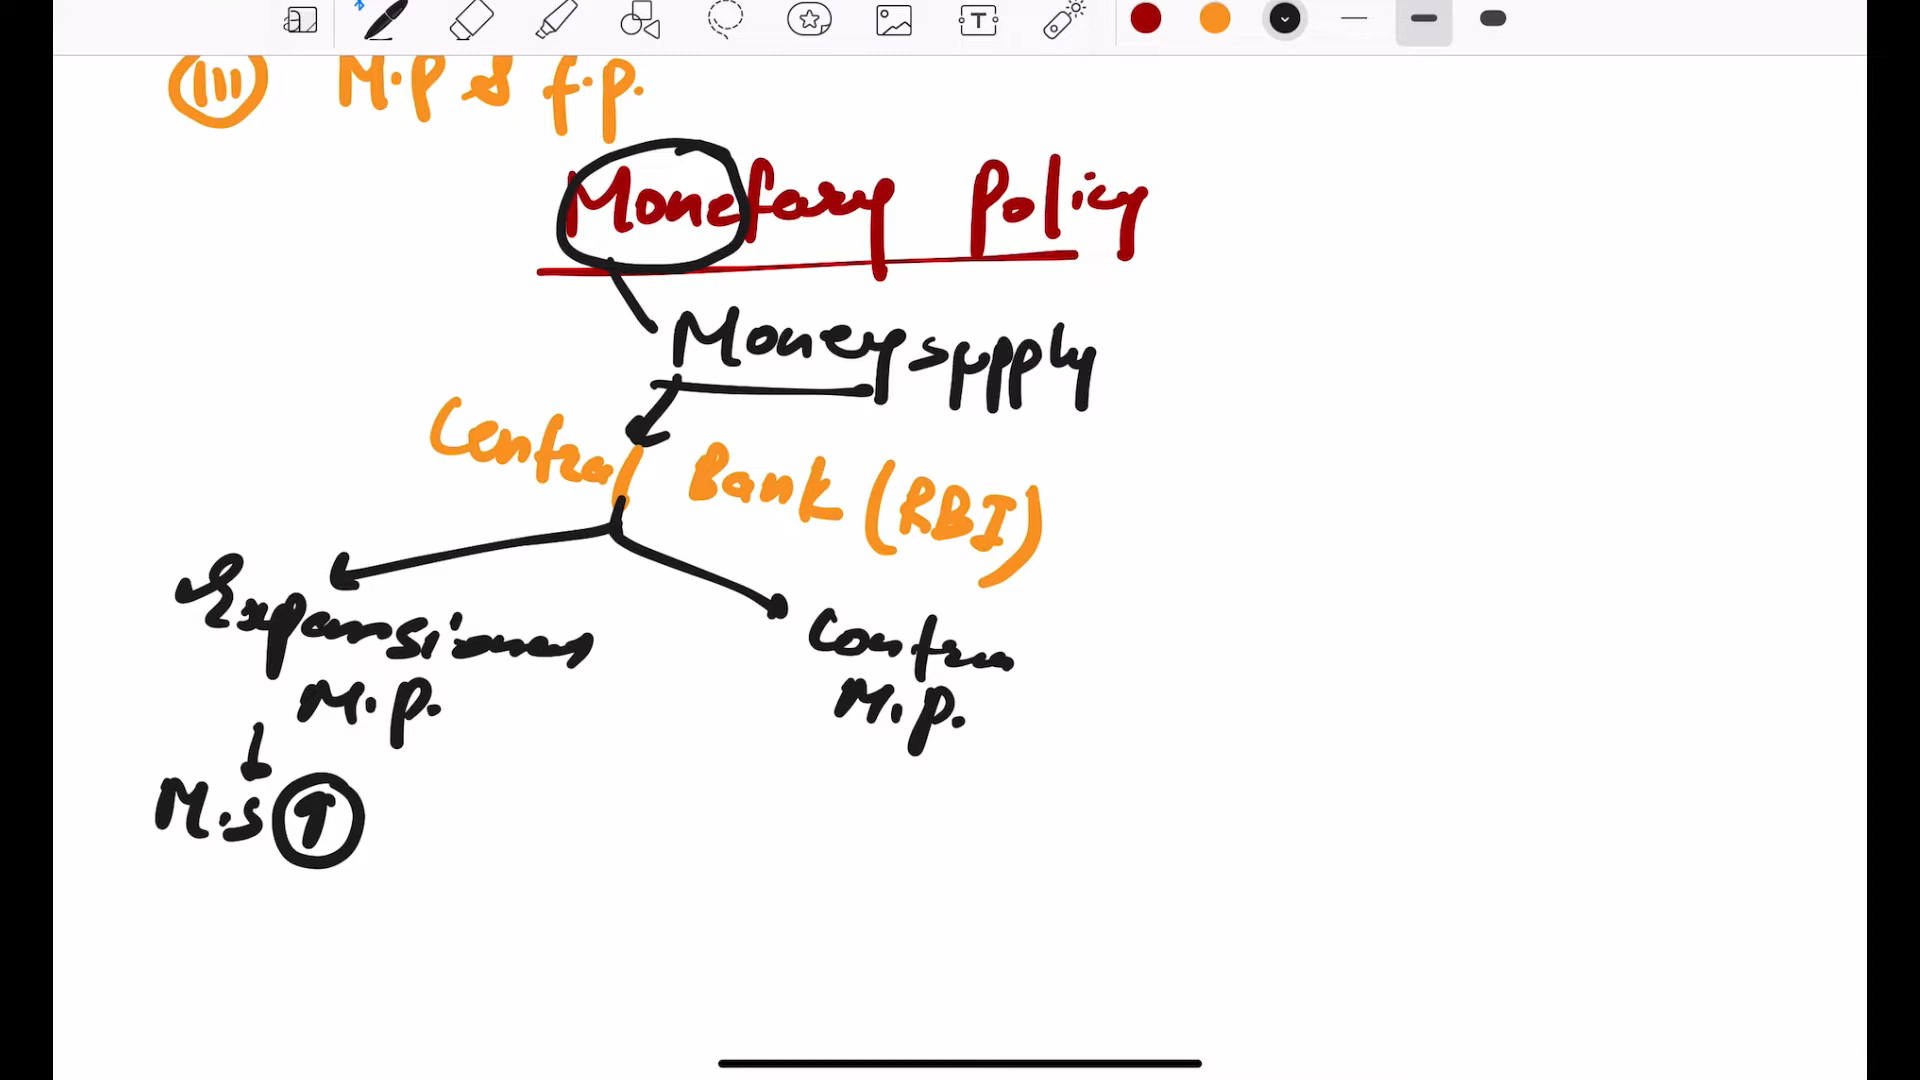 III M.P & f.p.
Monetary Policy
Money supply
Central Bank (RBI)
Expansionary Contra
M.P. M.P.
M.S ↑